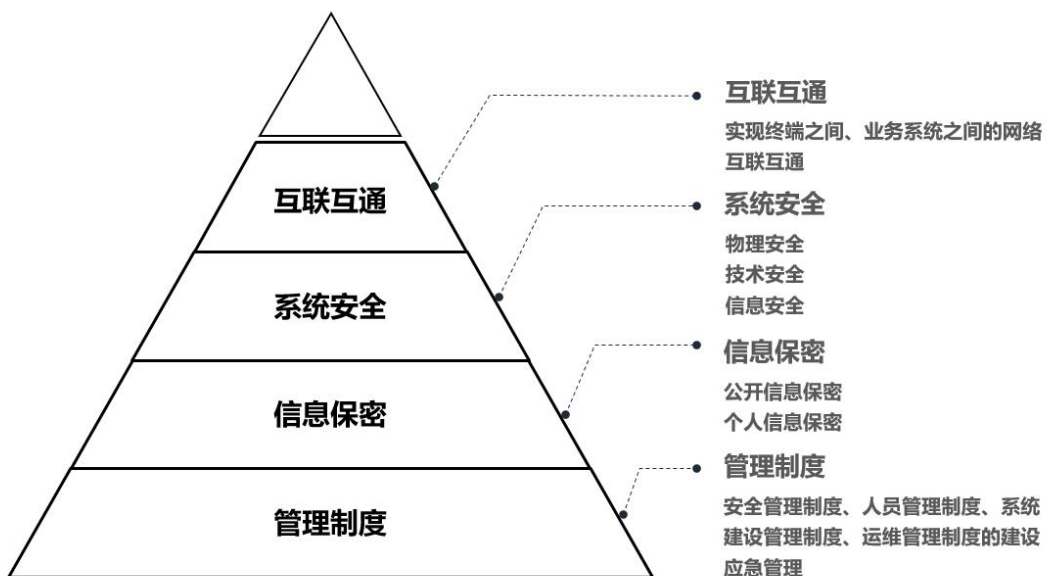 互联互通
实现终端之间、业务系统之间的网络
互联互通
互联互通
系统安全
物理安全
技术安全
信息安全
系统安全
信息保密
公开信息保密
个人信息保密
信息保密
管理制度
安全管理制度、人员管理制度、系统
建设管理制度、运维管理制度的建设
应急管理
管理制度